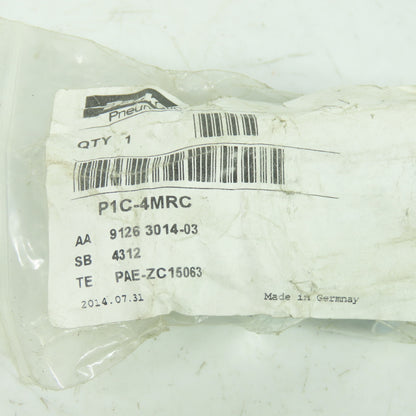 QTY 1
P1C-4MRC
AA 9126 3014-03
SB 4312
TE PAE-ZC15063
2014.07.31
Made in Germnay